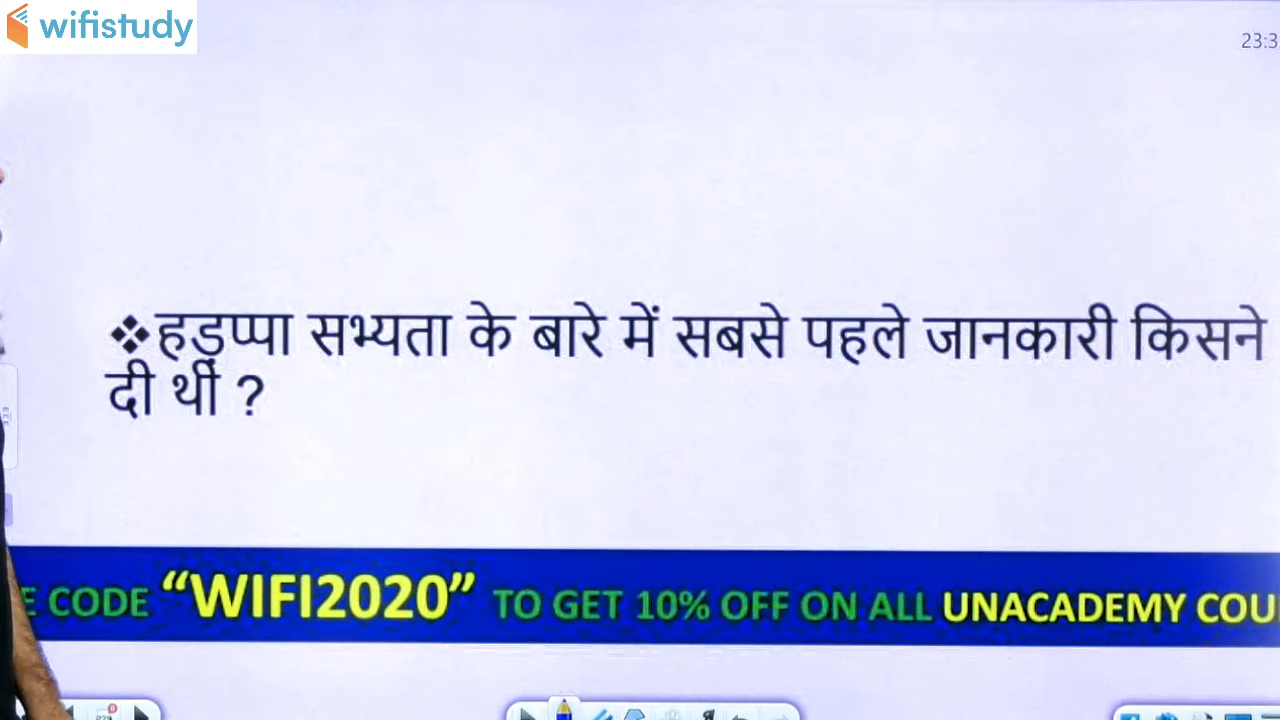 wifistudy
23:3
❖हड़प्पा सभ्यता के बारे में सबसे पहले जानकारी किसने
दी थी ?
E CODE “WIFI2020” TO GET 10% OFF ON ALL UNACADEMY COU